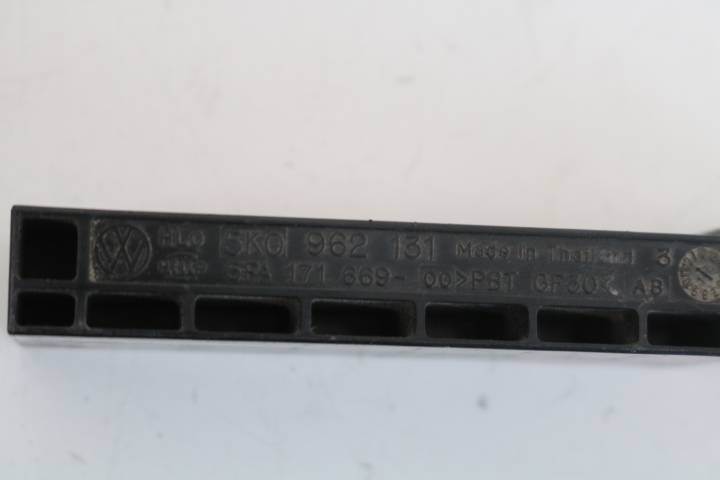 5K0 962 131 Made in Thailand 3
5FA 171 669-00 >PBT GF30< AB